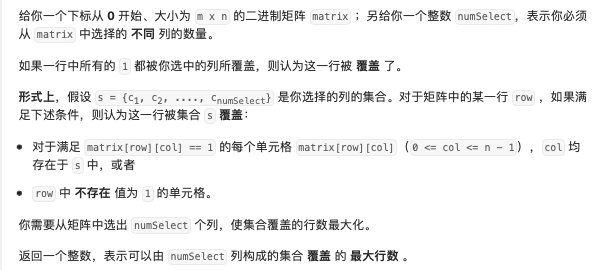 给你一个下标从 0 开始、大小为 m x n 的二进制矩阵 matrix ；另给你一个整数 numSelect，表示你必须
从 matrix 中选择的 不同 列的数量。
如果一行中所有的 1 都被你选中的列所覆盖，则认为这一行被 覆盖 了。
形式上，假设 s = {c1, c2, ...., cnumSelect} 是你选择的列的集合。对于矩阵中的某一行 row ，如果满
足下述条件，则认为这一行被集合 s 覆盖：
• 对于满足 matrix[row][col] == 1 的每个单元格 matrix[row][col]（0 <= col <= n - 1），col 均
存在于 s 中，或者
• row 中 不存在 值为 1 的单元格。
你需要从矩阵中选出 numSelect 个列，使集合覆盖的行数最大化。
返回一个整数，表示可以由 numSelect 列构成的集合 覆盖 的 最大行数 。